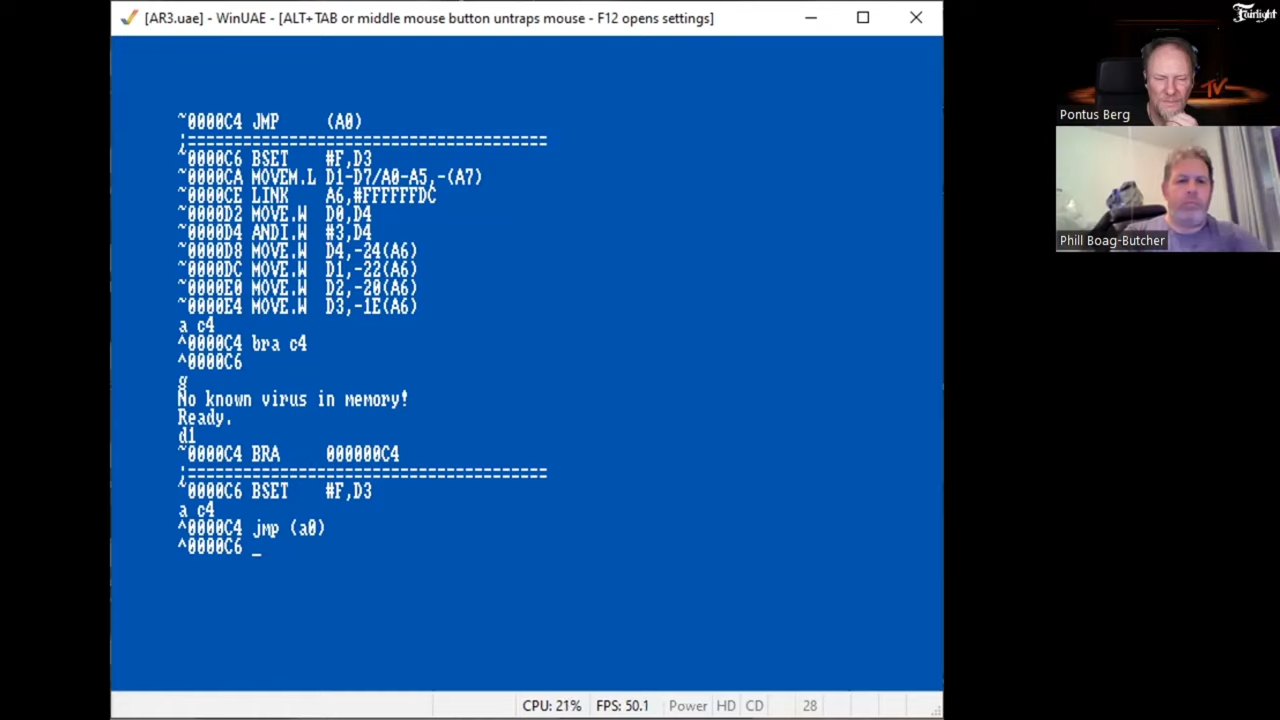 [AR3.uae] - WinUAE - [ALT+TAB or middle mouse button untraps mouse - F12 opens settings]
~0000C4 JMP (A0)
;=======================================
~0000C6 BSET #F,D3
~0000CA MOVEM.L D1-D7/A0-A5,-(A7)
~0000CE LINK A6,#FFFFFFDC
~0000D2 MOVE.W D0,D4
~0000D4 ANDI.W #3,D4
~0000D8 MOVE.W D4,-24(A6)
~0000DC MOVE.W D1,-22(A6)
~0000E0 MOVE.W D2,-20(A6)
~0000E4 MOVE.W D3,-1E(A6)
a c4
^0000C4 bra c4
^0000C6
g
No known virus in memory!
Ready.
d1
~0000C4 BRA 000000C4
;=======================================
~0000C6 BSET #F,D3
a c4
^0000C4 jmp (a0)
^0000C6 _
CPU: 21% FPS: 50.1 Power HD CD 28
Fairlight
TV
Pontus Berg
Phill Boag-Butcher